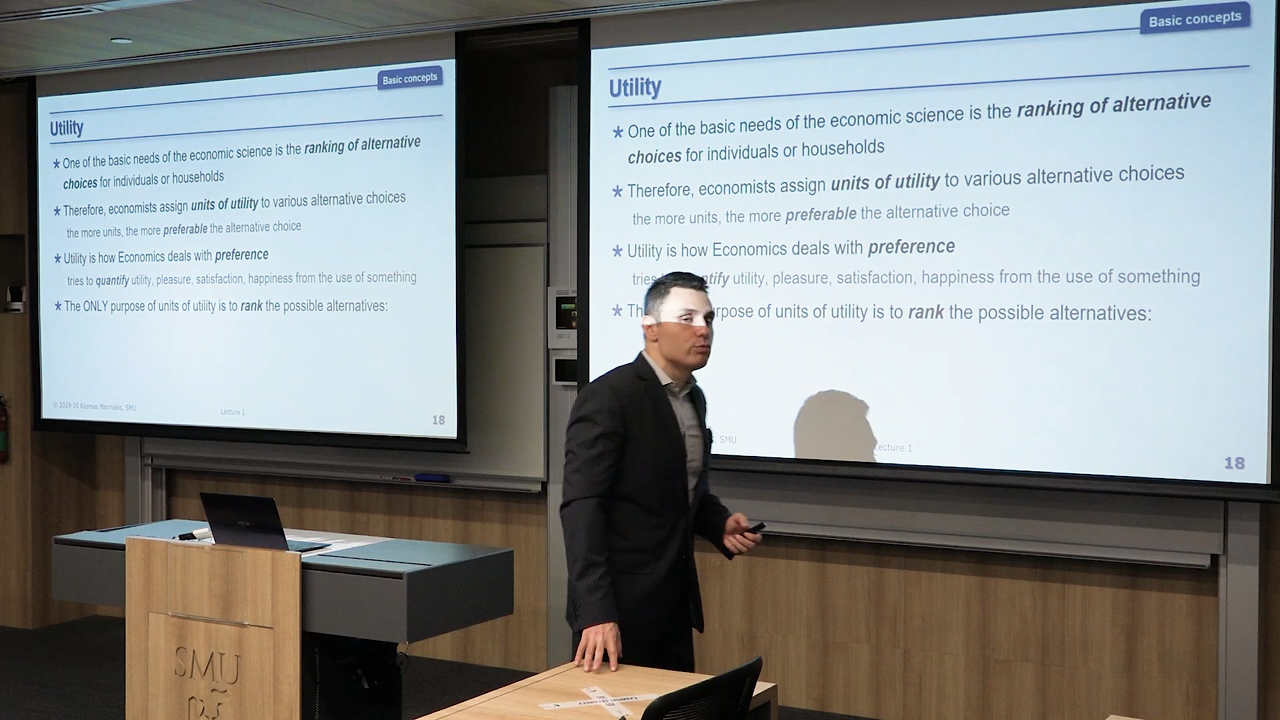 Basic concepts
Utility
* One of the basic needs of the economic science is the ranking of alternative
choices for individuals or households
* Therefore, economists assign units of utility to various alternative choices
the more units, the more preferable the alternative choice
* Utility is how Economics deals with preference
tries to quantify utility, pleasure, satisfaction, happiness from the use of something
* The ONLY purpose of units of utility is to rank the possible alternatives:
© 2019-20 Kosmas Marinakis, SMU
Lecture 1
18
Basic concepts
Utility
* One of the basic needs of the economic science is the ranking of alternative
choices for individuals or households
* Therefore, economists assign units of utility to various alternative choices
the more units, the more preferable the alternative choice
* Utility is how Economics deals with preference
tries utility, pleasure, satisfaction, happiness from the use of something
* of units of utility is to rank the possible alternatives:
SMU
Lecture 1
18
SMU